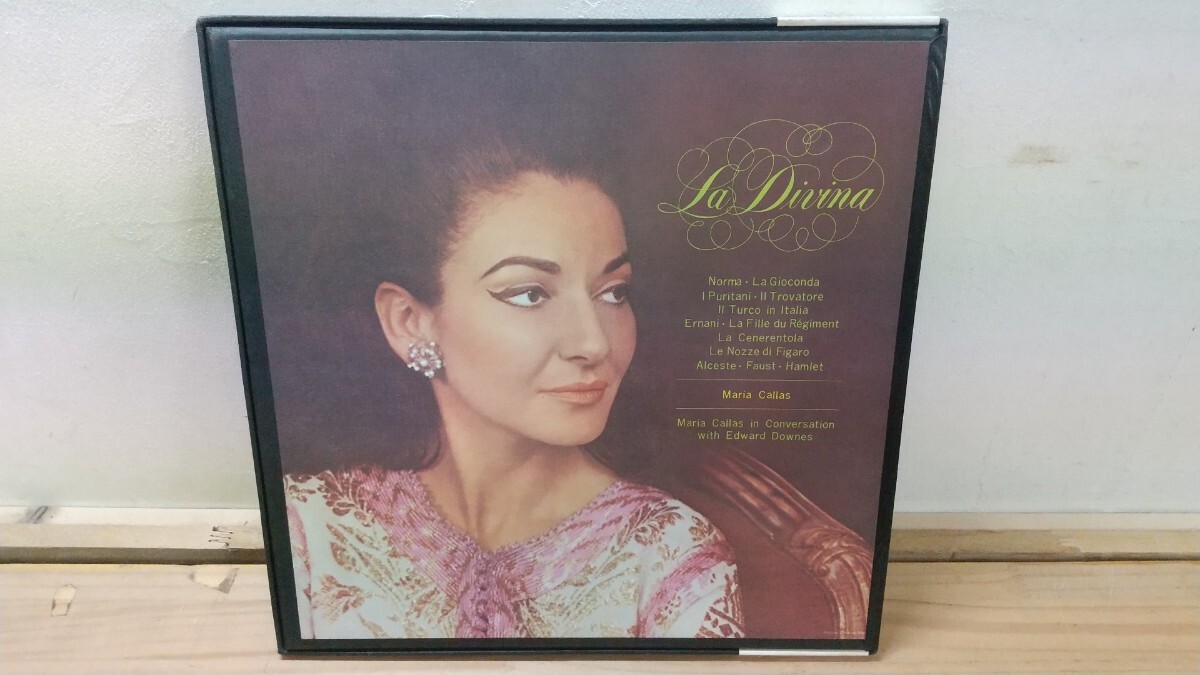 La Divina
Norma • La Gioconda
I Puritani • Il Trovatore
Il Turco in Italia
Ernani • La Fille du Régiment
La Cenerentola
Le Nozze di Figaro
Alceste • Faust • Hamlet
Maria Callas
Maria Callas in Conversation
with Edward Downes